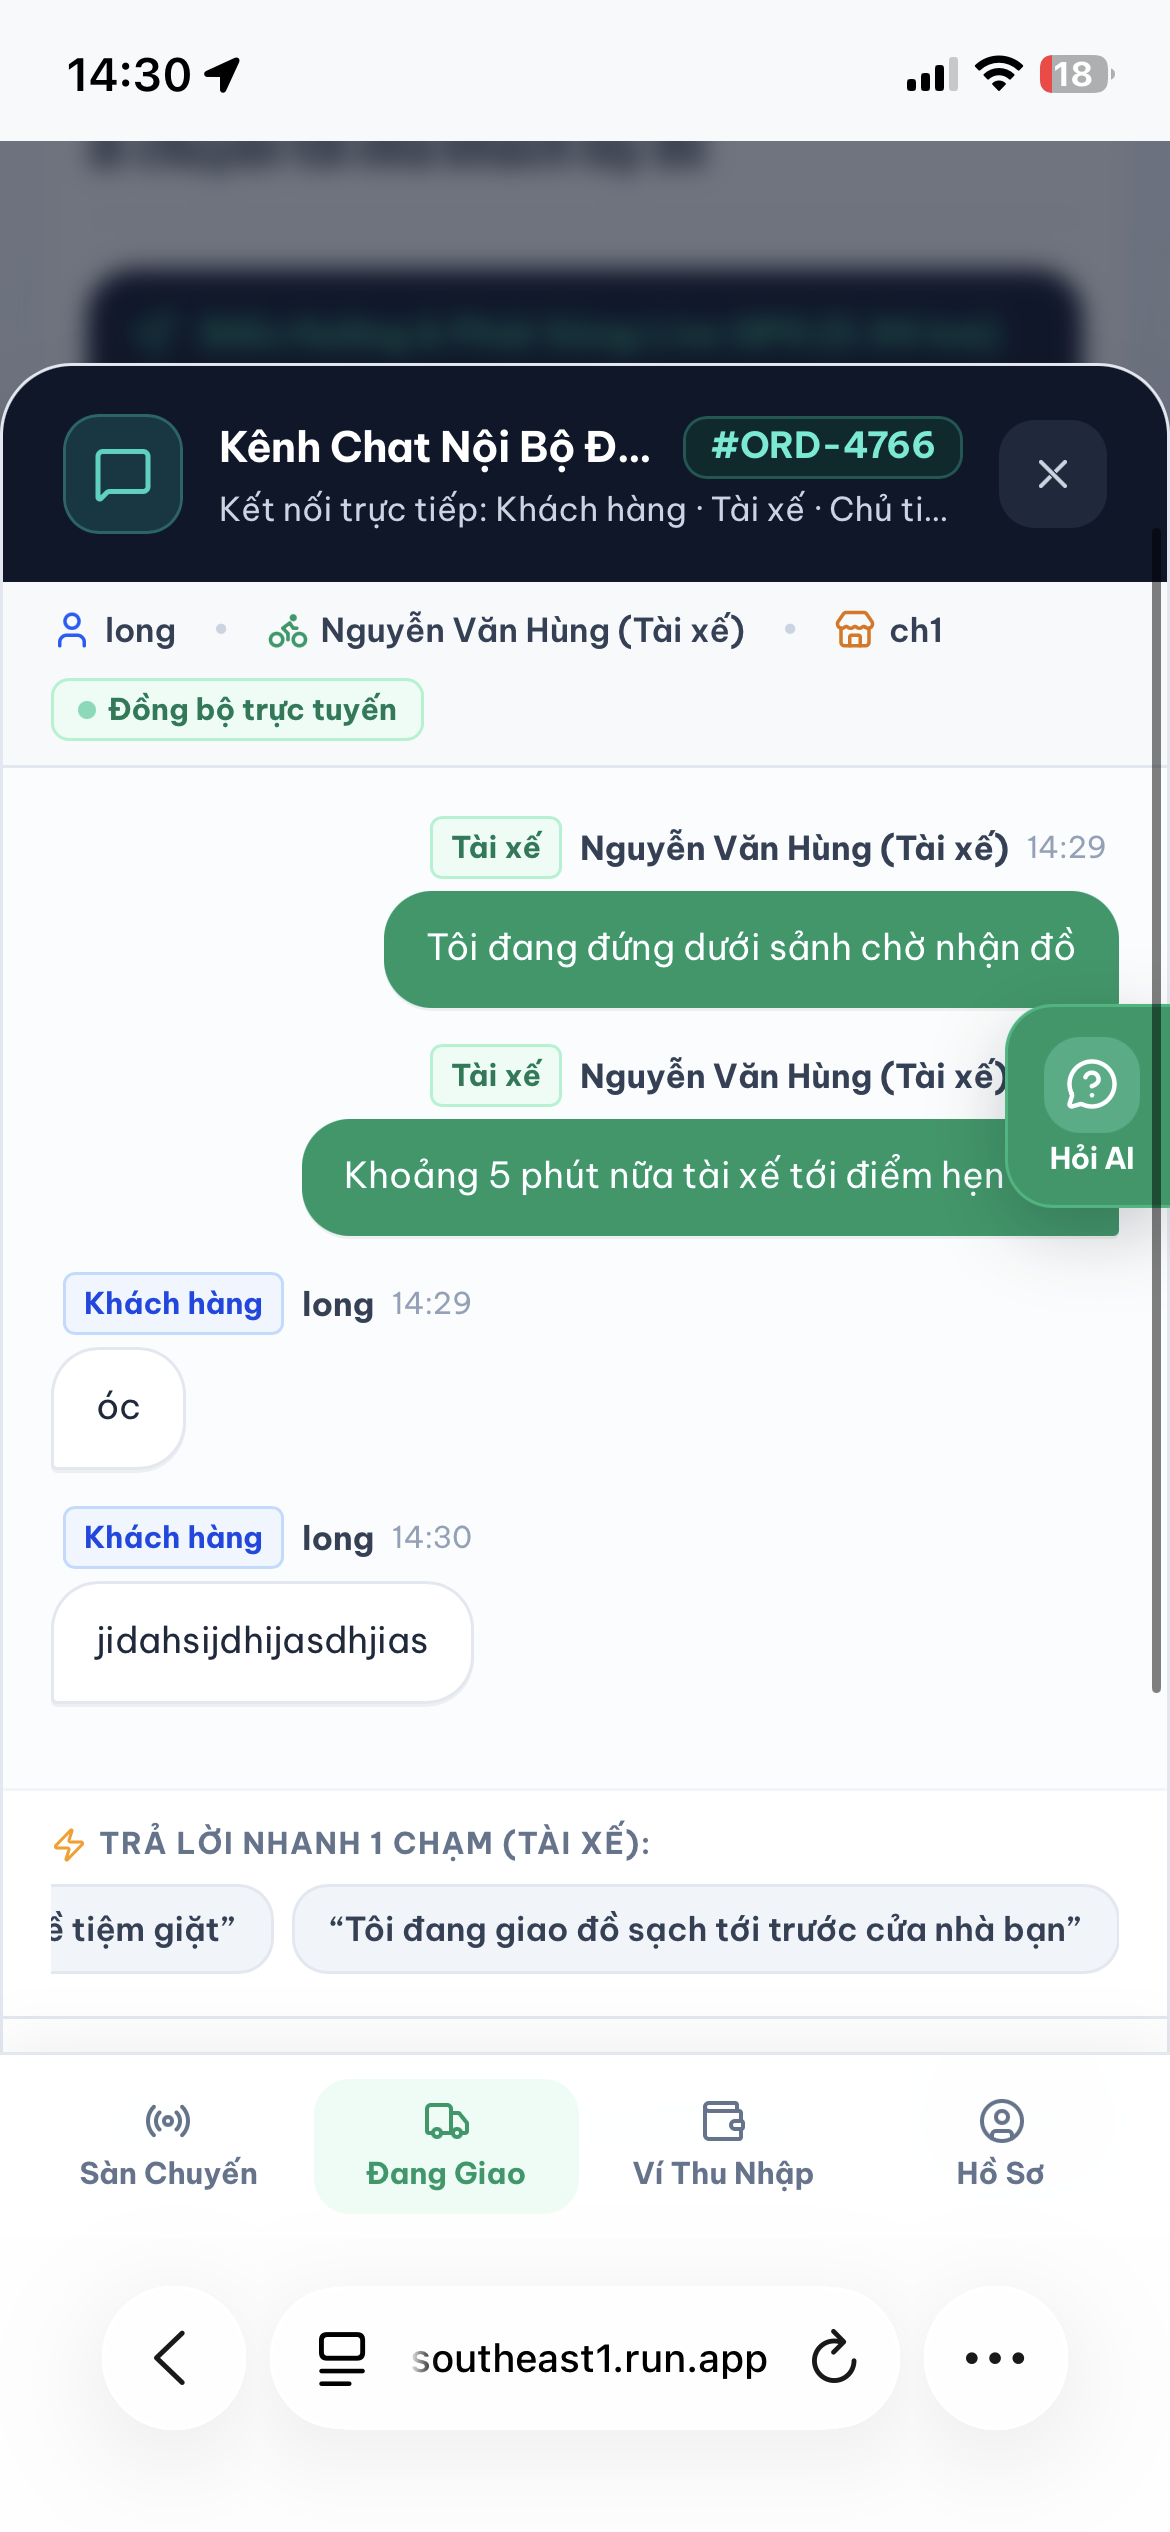 14:30
18
Kênh Chat Nội Bộ Đ... #ORD-4766
Kết nối trực tiếp: Khách hàng · Tài xế · Chủ ti...
long • Nguyễn Văn Hùng (Tài xế) • ch1
Đồng bộ trực tuyến
Tài xế Nguyễn Văn Hùng (Tài xế) 14:29
Tôi đang đứng dưới sảnh chờ nhận đồ
Tài xế Nguyễn Văn Hùng (Tài xế)
Khoảng 5 phút nữa tài xế tới điểm hẹn
Hỏi AI
Khách hàng long 14:29
óc
Khách hàng long 14:30
jidahsijdhijasdhjias
TRẢ LỜI NHANH 1 CHẠM (TÀI XẾ):
ề tiệm giặt” “Tôi đang giao đồ sạch tới trước cửa nhà bạn”
Sàn Chuyến Đang Giao Ví Thu Nhập Hồ Sơ
southeast1.run.app